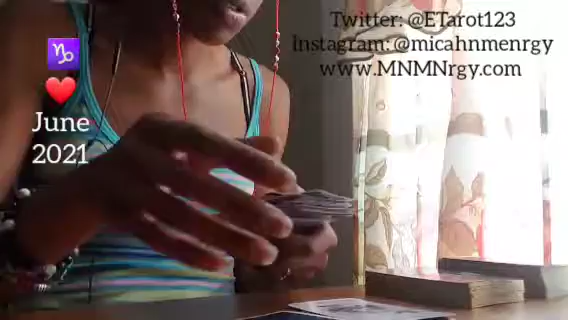 ♑
❤️
June
2021
Twitter: @ETarot123
Instagram: @micahnmenrgy
www.MNMNrgy.com